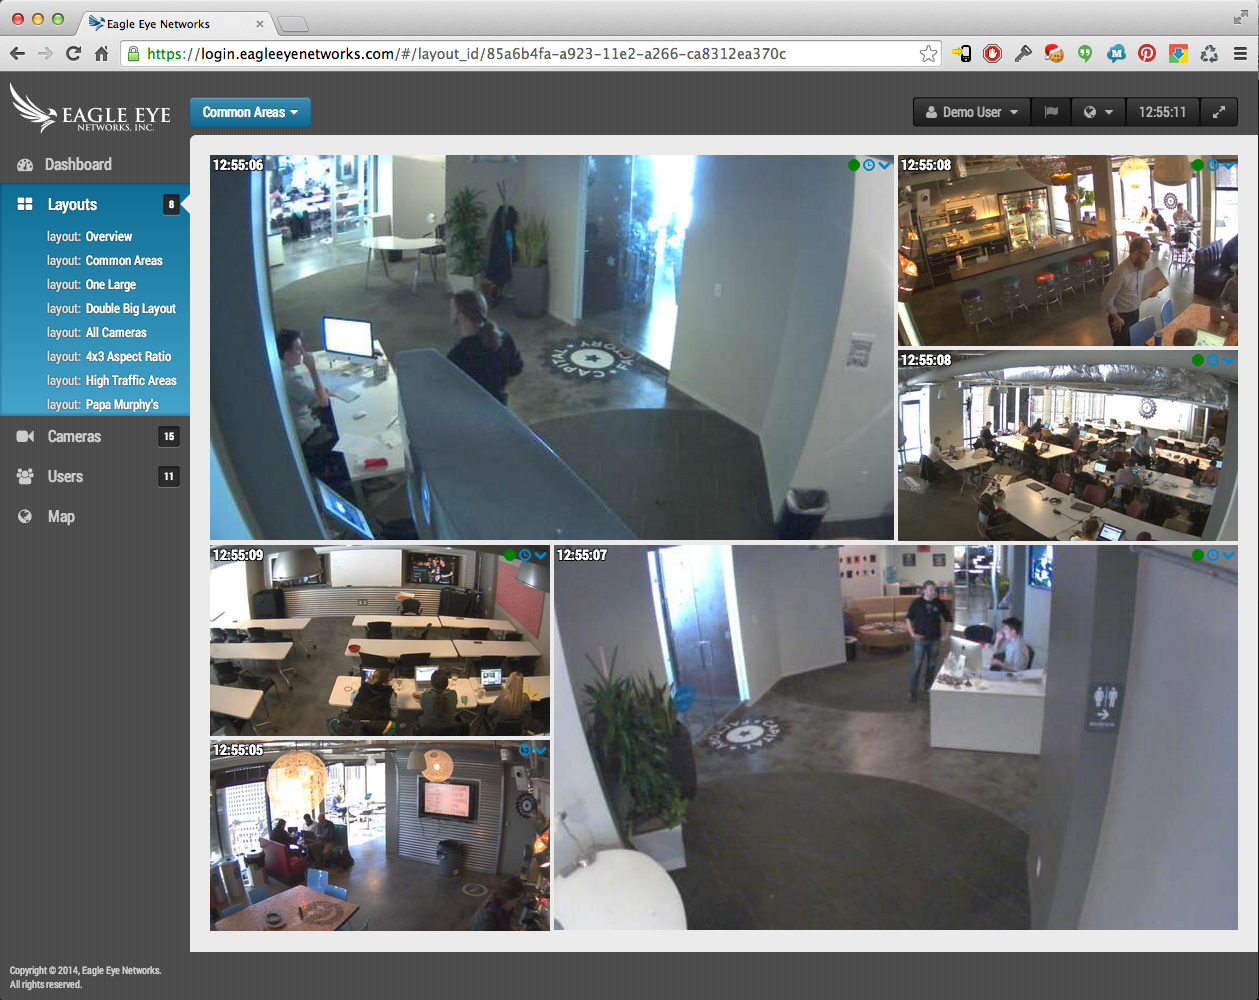 Eagle Eye Networks
https://login.eagleeyenetworks.com/#/layout_id/85a6b4fa-a923-11e2-a266-ca8312ea370c
EAGLE EYE
NETWORKS, INC.
Common Areas
Demo User
12:55:11
Dashboard
Layouts 8
layout: Overview
layout: Common Areas
layout: One Large
layout: Double Big Layout
layout: All Cameras
layout: 4x3 Aspect Ratio
layout: High Traffic Areas
layout: Papa Murphy's
Cameras 15
Users 11
Map
12:55:06
CAPITAL FACTORY
12:55:08
12:55:08
12:55:09
12:55:07
CAPITAL FACTORY
12:55:05
Copyright © 2014, Eagle Eye Networks.
All rights reserved.